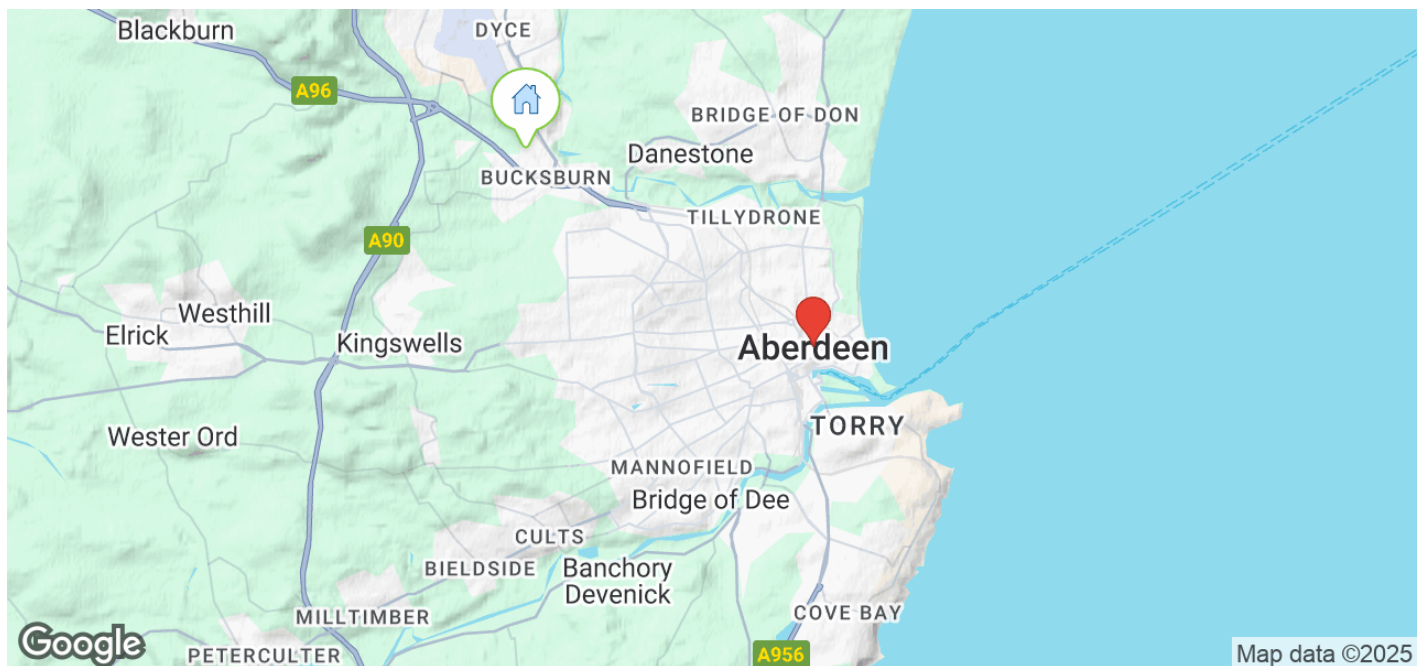 Blackburn
DYCE
A96
BRIDGE OF DON
Danestone
BUCKSBURN
TILLYDRONE
A90
Westhill
Elrick
Kingswells
Aberdeen
TORRY
Wester Ord
MANNOFIELD
Bridge of Dee
CULTS
BIELDSIDE
Banchory
Devenick
MILLTIMBER
COVE BAY
PETERCULTER
A956
Google
Map data ©2025